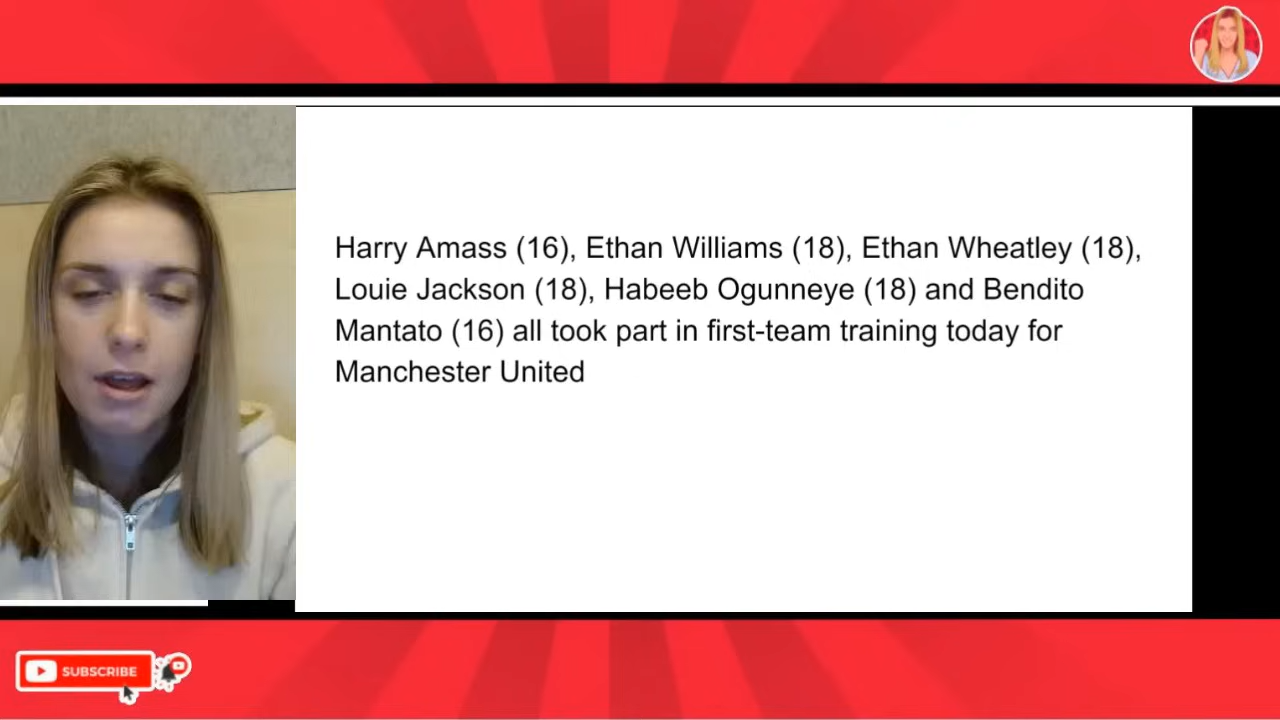 Harry Amass (16), Ethan Williams (18), Ethan Wheatley (18),
Louie Jackson (18), Habeeb Ogunneye (18) and Bendito
Mantato (16) all took part in first-team training today for
Manchester United
SUBSCRIBE